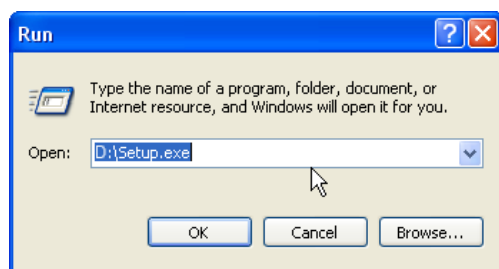 Run
Type the name of a program, folder, document, or
Internet resource, and Windows will open it for you.
Open: D:\Setup.exe
OK Cancel Browse...